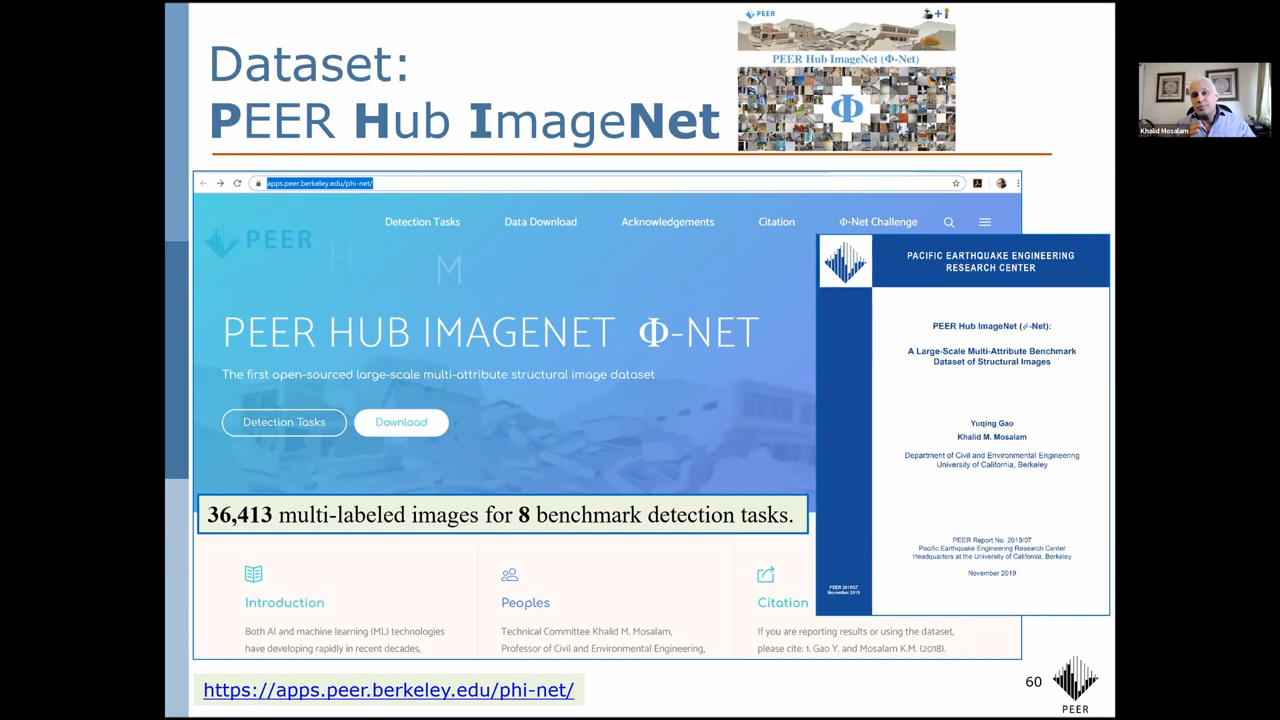 Dataset:
PEER Hub ImageNet
PEER
PEER Hub ImageNet (Φ-Net)
Φ
Khalid Mosalam
apps.peer.berkeley.edu/phi-net/
Detection Tasks
Data Download
Acknowledgements
Citation
Φ-Net Challenge
PEER
H
M
PEER HUB IMAGENET Φ-NET
The first open-sourced large-scale multi-attribute structural image dataset
Detection Tasks
Download
PACIFIC EARTHQUAKE ENGINEERING
RESEARCH CENTER
PEER Hub ImageNet (𝜙-Net):
A Large-Scale Multi-Attribute Benchmark
Dataset of Structural Images
Yuqing Gao
Khalid M. Mosalam
Department of Civil and Environmental Engineering
University of California, Berkeley
PEER Report No. 2019/07
Pacific Earthquake Engineering Research Center
Headquarters at the University of California, Berkeley
November 2019
PEER 2019/07
November 2019
36,413 multi-labeled images for 8 benchmark detection tasks.
Introduction
Both AI and machine learning (ML) technologies
have developing rapidly in recent decades,
Peoples
Technical Committee Khalid M. Mosalam,
Professor of Civil and Environmental Engineering,
Citation
If you are reporting results or using the dataset,
please cite: 1. Gao Y. and Mosalam K.M. (2018).
https://apps.peer.berkeley.edu/phi-net/
60
PEER